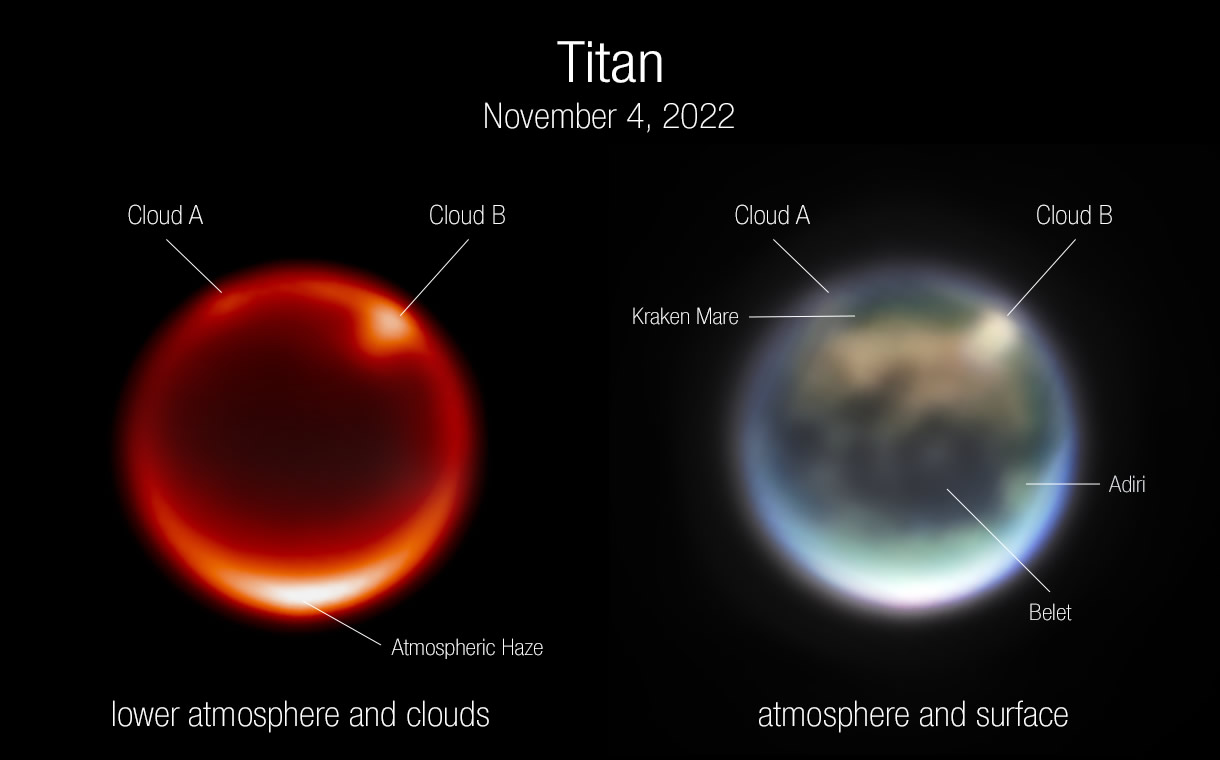 Titan
November 4, 2022
Cloud A
Cloud B
Atmospheric Haze
lower atmosphere and clouds
Cloud A
Cloud B
Kraken Mare
Adiri
Belet
atmosphere and surface